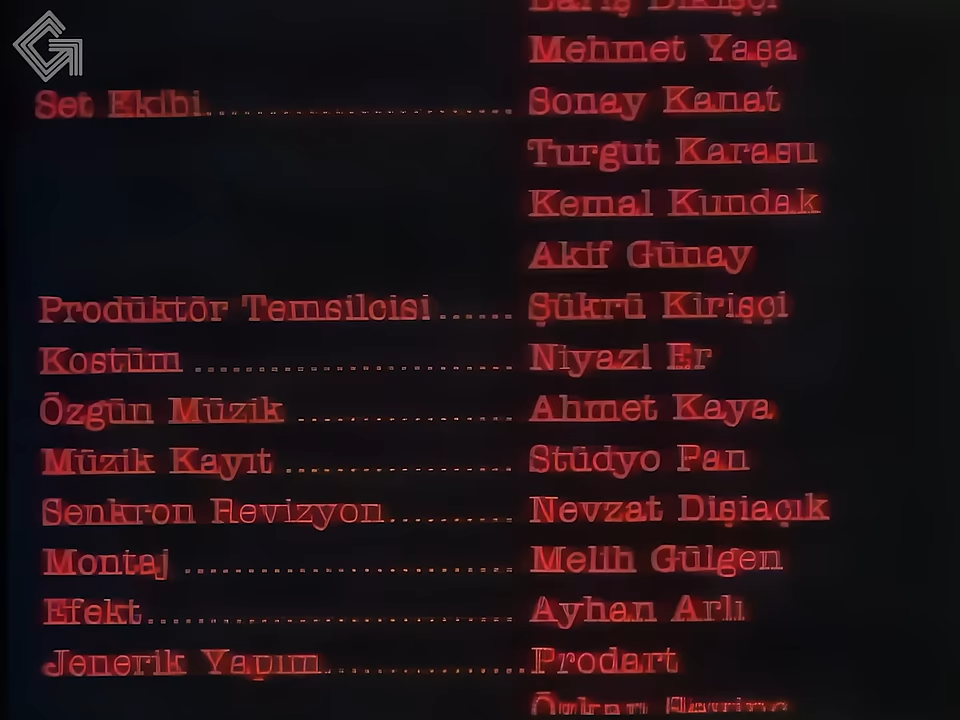 Mehmet Yaşa
Set Ekibi.................. Sonay Kanat
Turgut Karasu
Kemal Kundak
Akif Günay
Prodüktör Temsilcisi...... Şükrü Kirişçi
Kostüm ....................... Niyazi Er
Özgün Müzik ................ Ahmet Kaya
Müzik Kayıt ................. Stüdyo Pan
Senkron Revizyon.......... Nevzat Dişiaçık
Montaj ........................ Melih Gülgen
Efekt........................... Ayhan Arlı
Jenerik Yapım............... Prodart